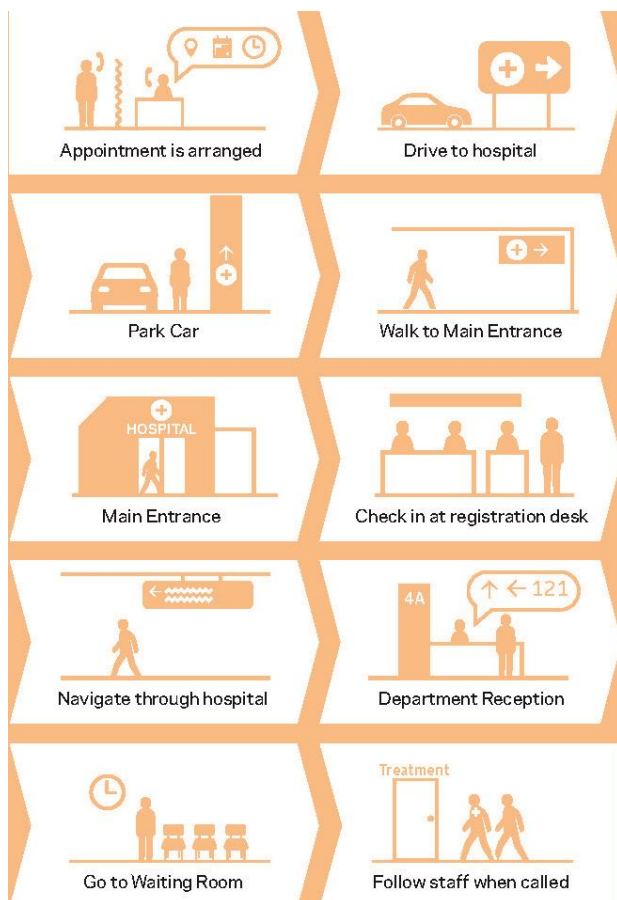 Appointment is arranged
Drive to hospital
Park Car
Walk to Main Entrance
HOSPITAL
Main Entrance
Check in at registration desk
Navigate through hospital
4A
121
Department Reception
Go to Waiting Room
Treatment
Follow staff when called